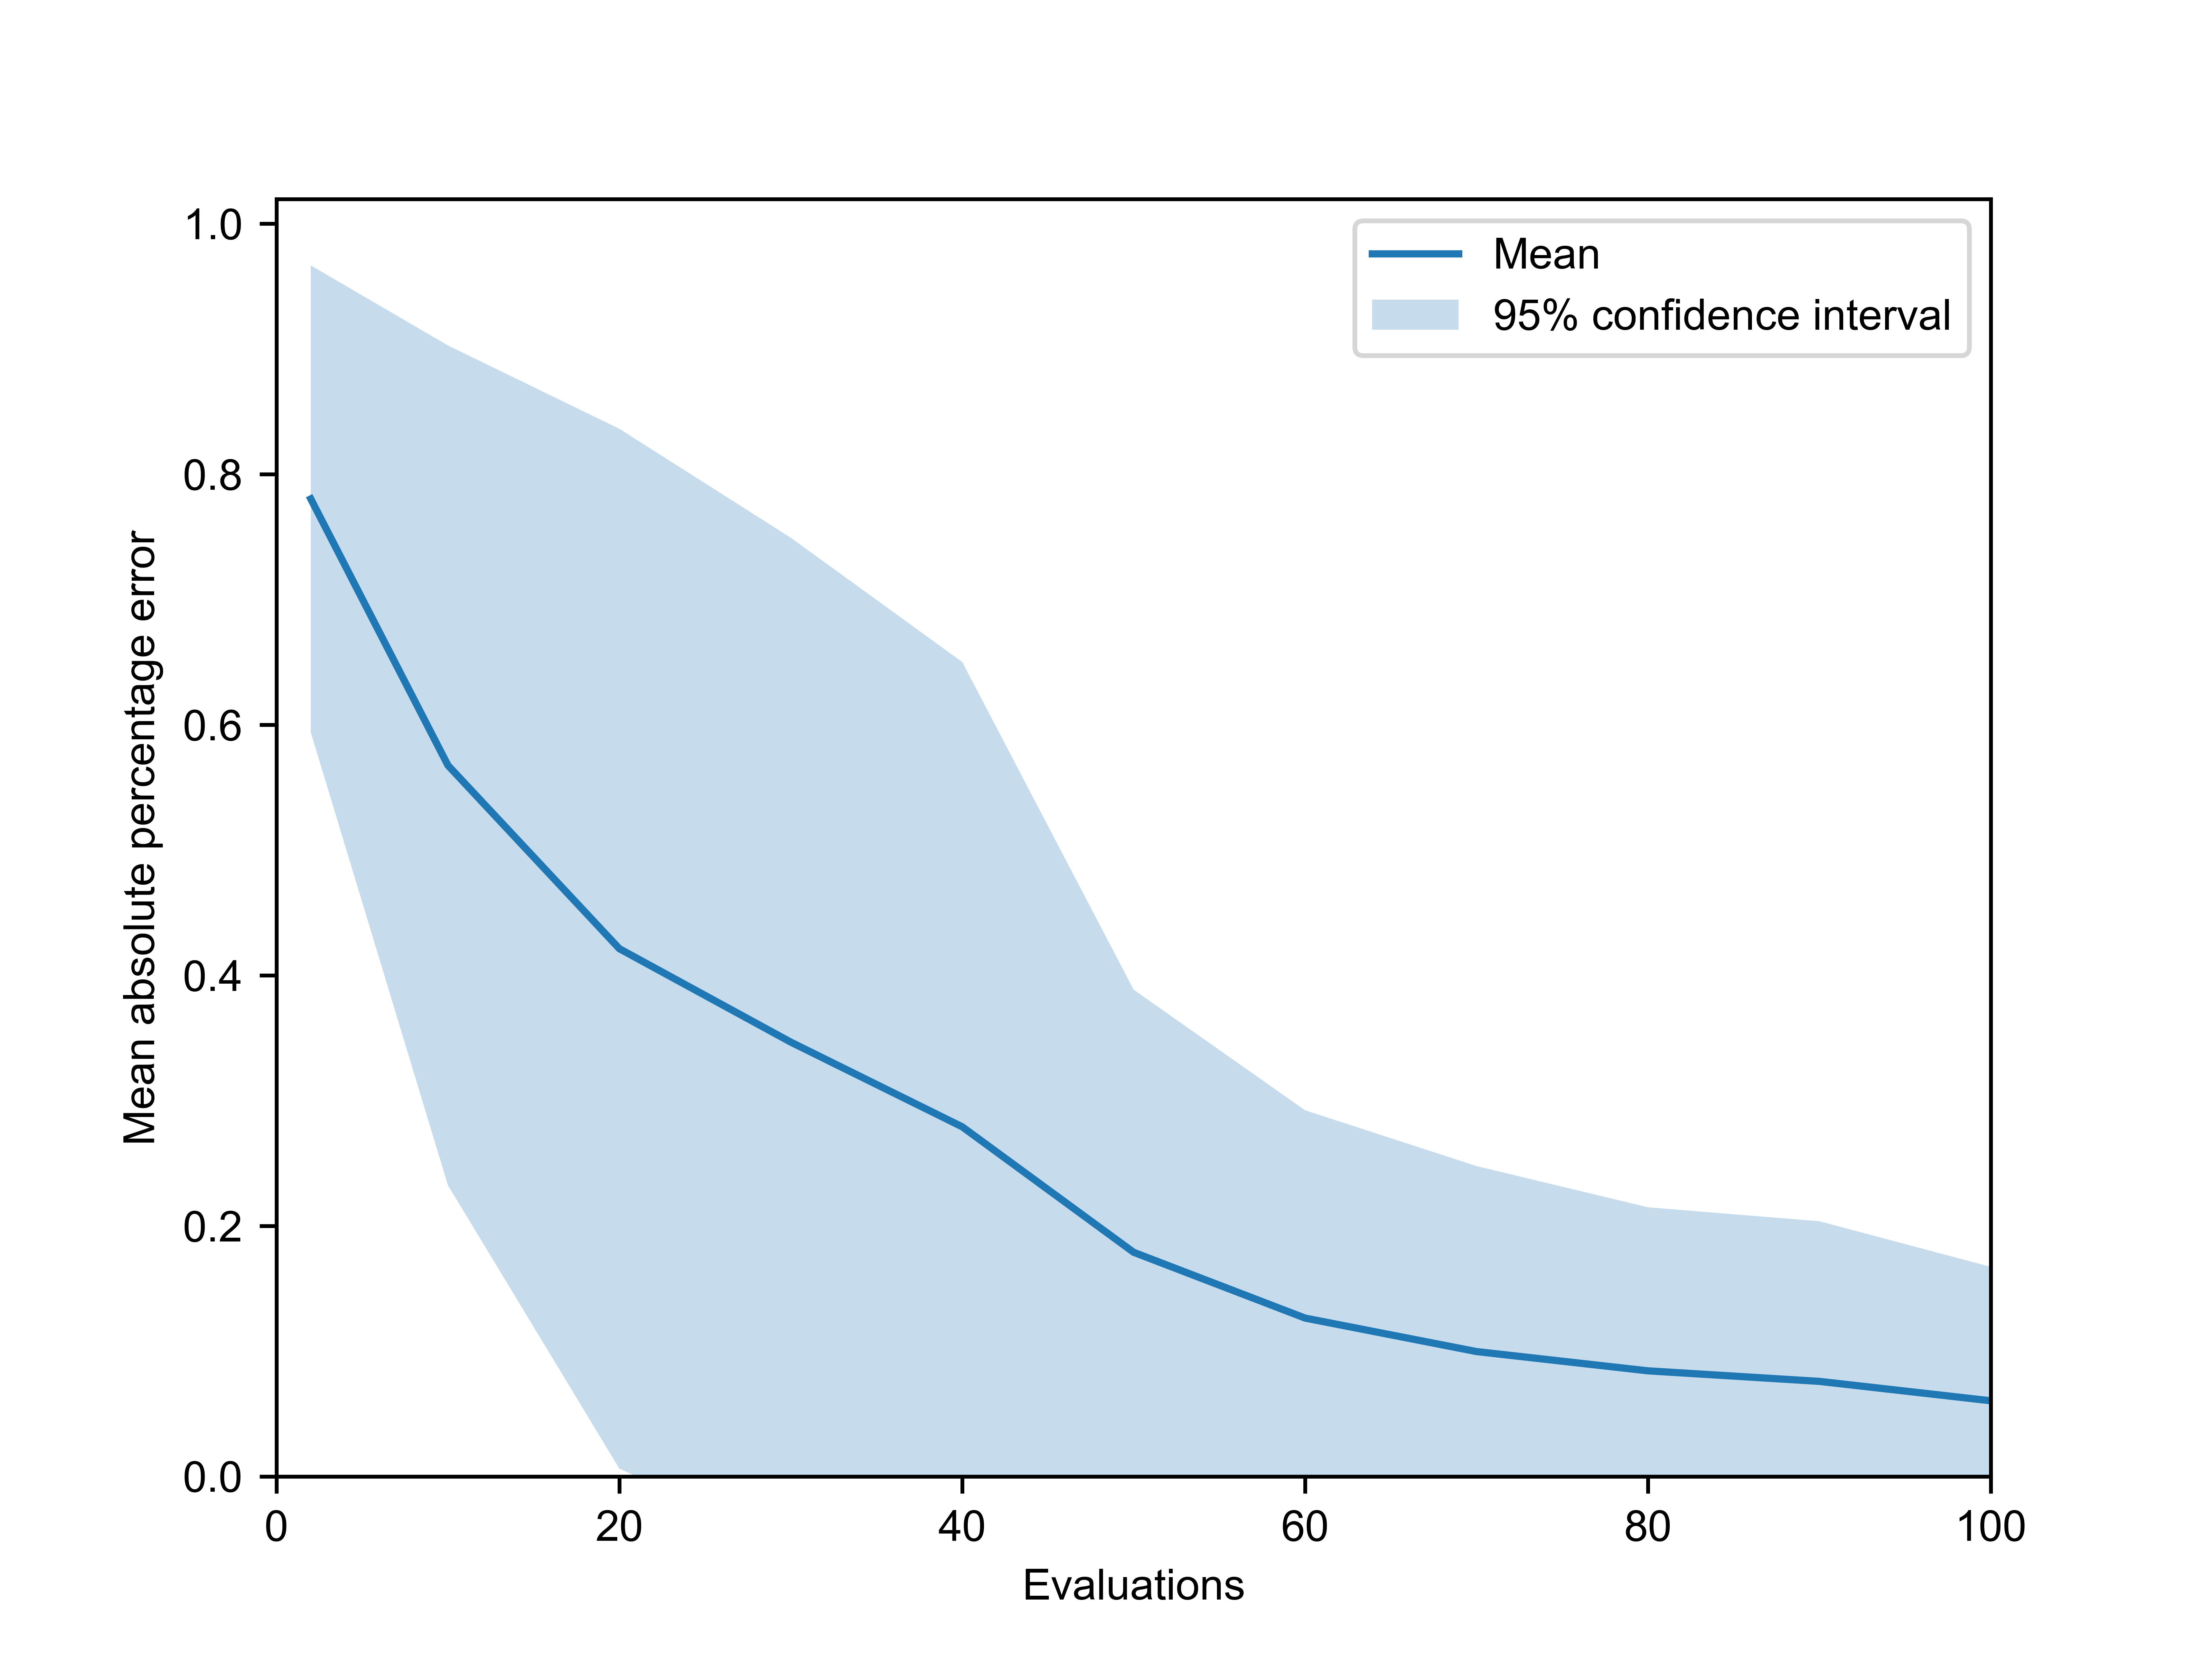 Mean
95% confidence interval
Mean absolute percentage error
1.0
0.8
0.6
0.4
0.2
0.0
0 20 40 60 80 100
Evaluations